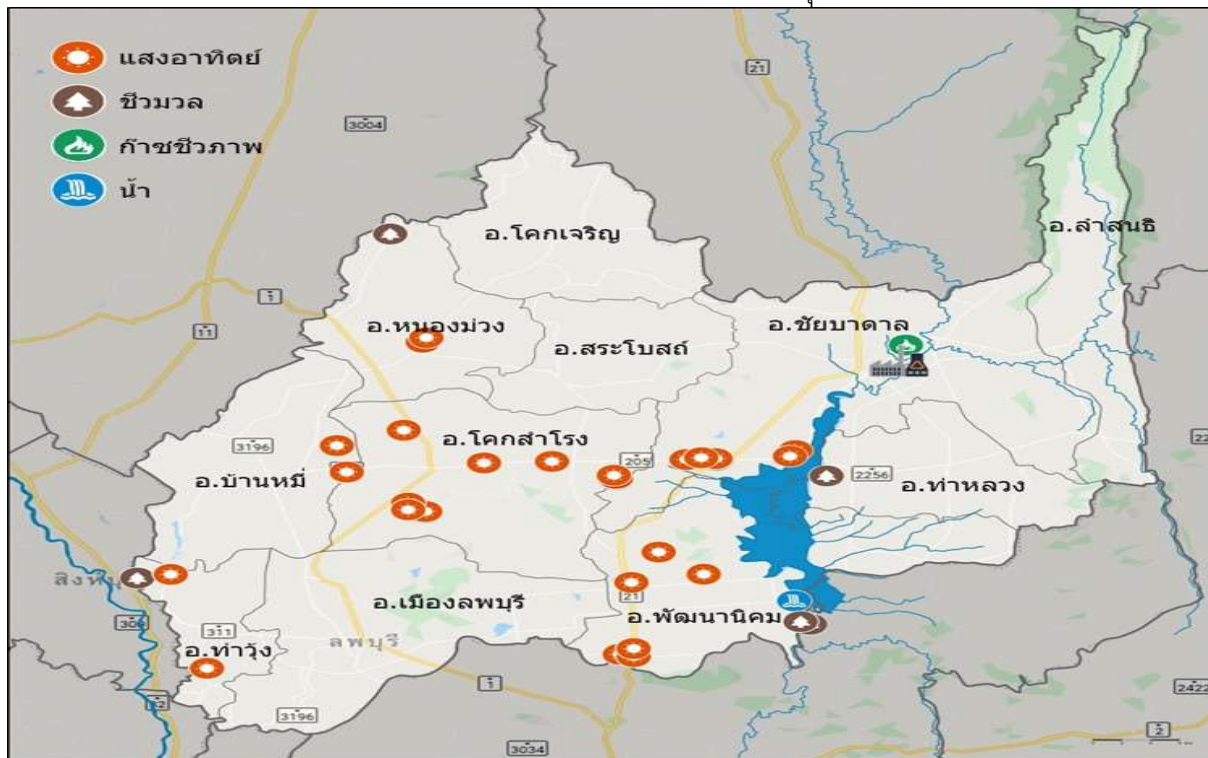 แสงอาทิตย์
ชีวมวล
ก๊าซชีวภาพ
น้ำ
21
3004
อ.โคกเจริญ
อ.ลำสนธิ
1
11
อ.หนองม่วง
อ.ชัยบาดาล
อ.สระโบสถ์
3196
อ.โคกสำโรง
205
อ.บ้านหมี่
2256
อ.ท่าหลวง
อ.เมืองลพบุรี
21
อ.พัฒนานิคม
311
อ.ท่าวุ้ง
ลพบุรี
32
1
3196
3034
2422
2